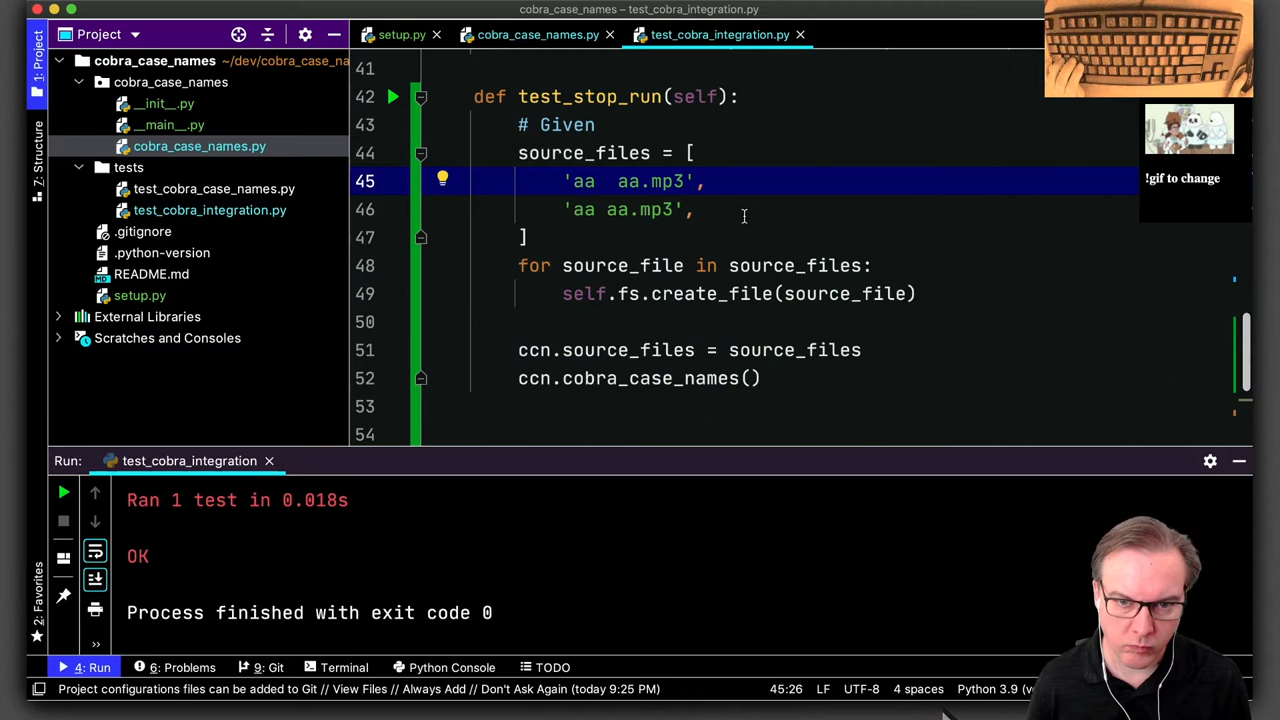 cobra_case_names – test_cobra_integration.py
Project
setup.py
cobra_case_names.py
test_cobra_integration.py
1: Project
7: Structure
2: Favorites
cobra_case_names ~/dev/cobra_case_na
cobra_case_names
__init__.py
__main__.py
cobra_case_names.py
tests
test_cobra_case_names.py
test_cobra_integration.py
.gitignore
.python-version
README.md
setup.py
External Libraries
Scratches and Consoles
41
42 def test_stop_run(self):
43 # Given
44 source_files = [
45 'aa  aa.mp3',
46 'aa aa.mp3',
47 ]
48 for source_file in source_files:
49 self.fs.create_file(source_file)
50
51 ccn.source_files = source_files
52 ccn.cobra_case_names()
53
54
!gif to change
Run: test_cobra_integration
Ran 1 test in 0.018s
OK
Process finished with exit code 0
4: Run
6: Problems
9: Git
Terminal
Python Console
TODO
Project configurations files can be added to Git // View Files // Always Add // Don't Ask Again (today 9:25 PM)
45:26 LF UTF-8 4 spaces Python 3.9